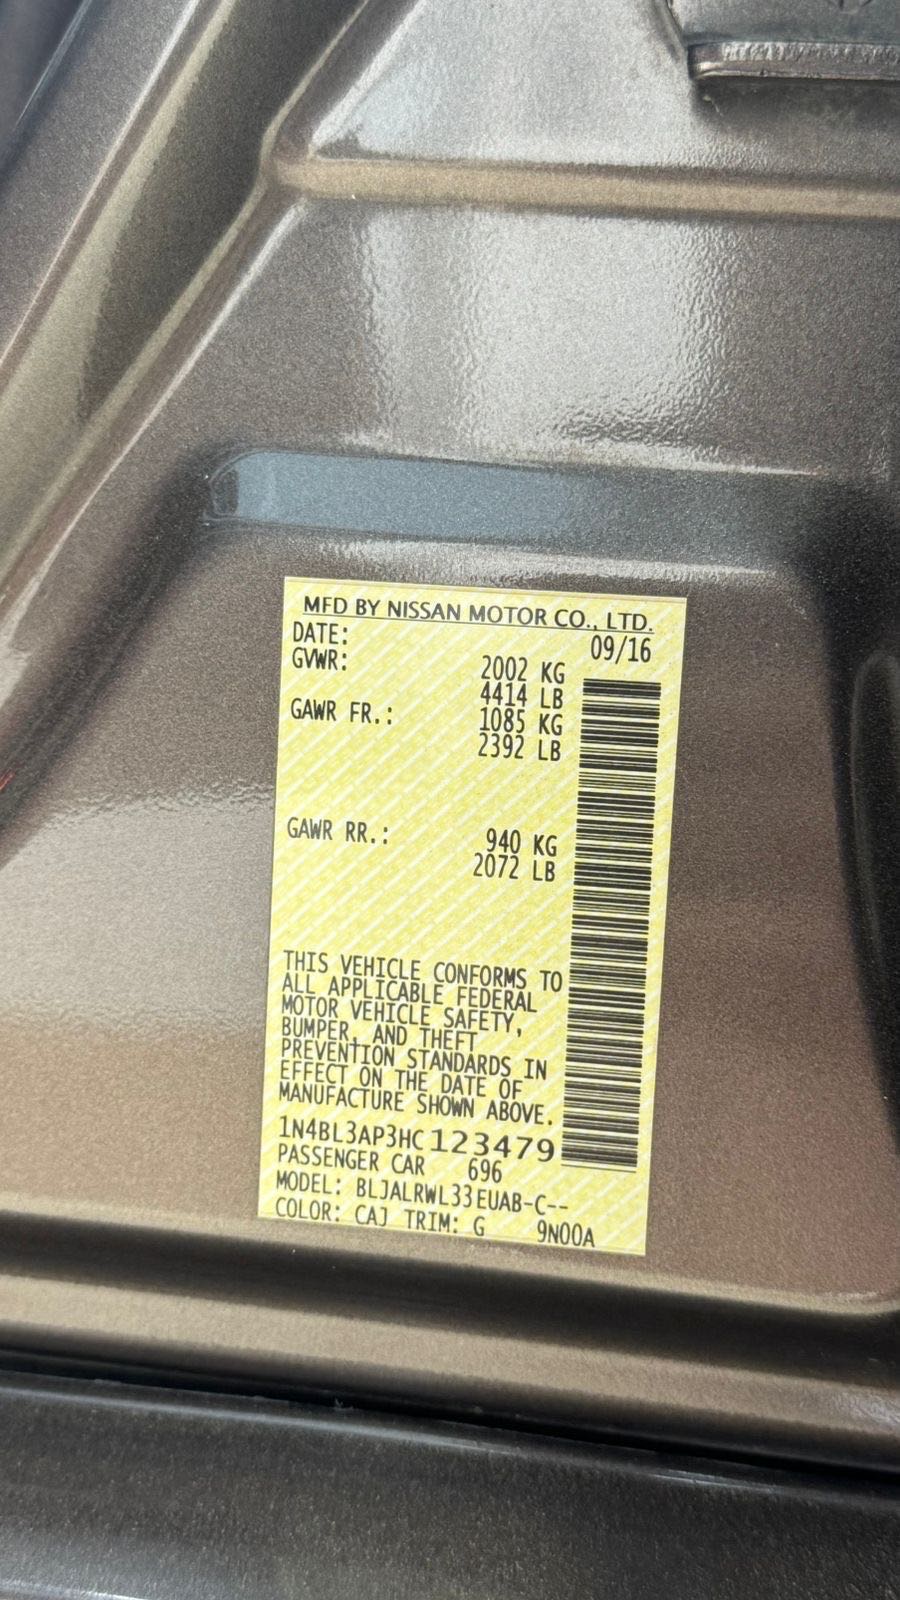 MFD BY NISSAN MOTOR CO., LTD.
DATE: 09/16
GVWR: 2002 KG
4414 LB
GAWR FR.: 1085 KG
2392 LB
GAWR RR.: 940 KG
2072 LB
THIS VEHICLE CONFORMS TO
ALL APPLICABLE FEDERAL
MOTOR VEHICLE SAFETY,
BUMPER, AND THEFT
PREVENTION STANDARDS IN
EFFECT ON THE DATE OF
MANUFACTURE SHOWN ABOVE.
1N4BL3AP3HC123479
PASSENGER CAR 696
MODEL: BLJALRWL33EUAB-C--
COLOR: CAJ TRIM: G 9N00A